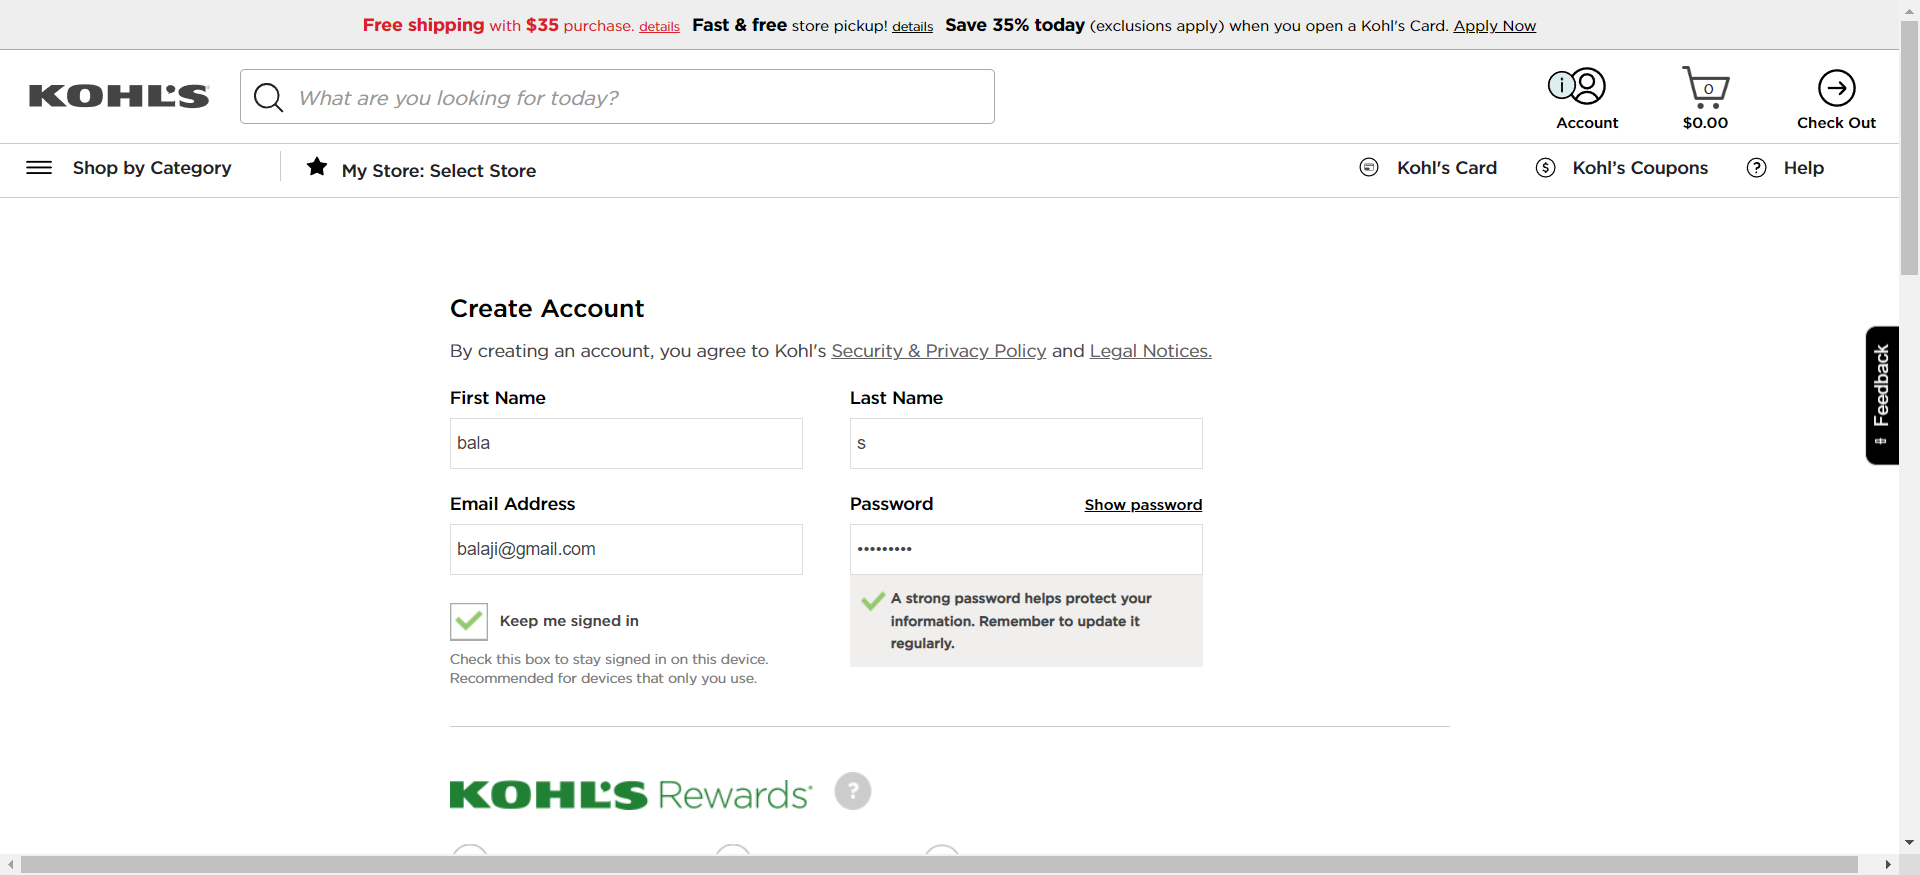 Free shipping with $35 purchase. details Fast & free store pickup! details Save 35% today (exclusions apply) when you open a Kohl's Card. Apply Now
KOHL'S
What are you looking for today?
i
Account
0
$0.00
Check Out
Shop by Category
My Store: Select Store
Kohl's Card
$
Kohl's Coupons
?
Help
Create Account
By creating an account, you agree to Kohl's Security & Privacy Policy and Legal Notices.
First Name
Last Name
bala
s
Email Address
Password
Show password
balaji@gmail.com
•••••••••
A strong password helps protect your
information. Remember to update it
regularly.
Keep me signed in
Check this box to stay signed in on this device.
Recommended for devices that only you use.
KOHL'S Rewards
?
Feedback